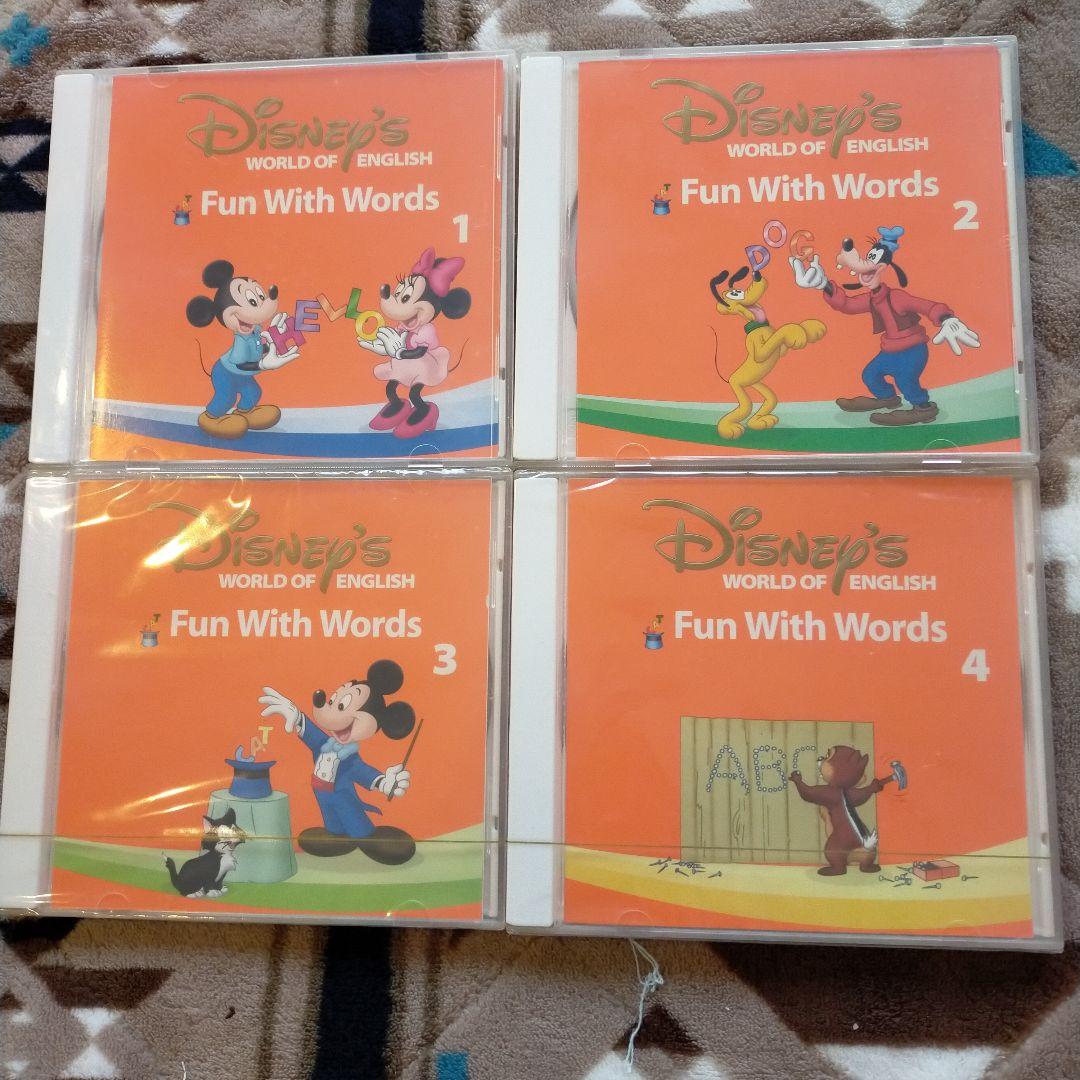 Disney's
WORLD OF ENGLISH
Fun With Words
1
HELLO
Disney's
WORLD OF ENGLISH
Fun With Words
2
DOG
Disney's
WORLD OF ENGLISH
Fun With Words
3
CAT
Disney's
WORLD OF ENGLISH
Fun With Words
4
ABC